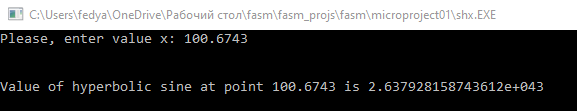 C:\Users\fedya\OneDrive\Рабочий стол\fasm\fasm_projs\fasm\microproject01\shx.EXE
Please, enter value x: 100.6743
Value of hyperbolic sine at point 100.6743 is 2.637928158743612e+043